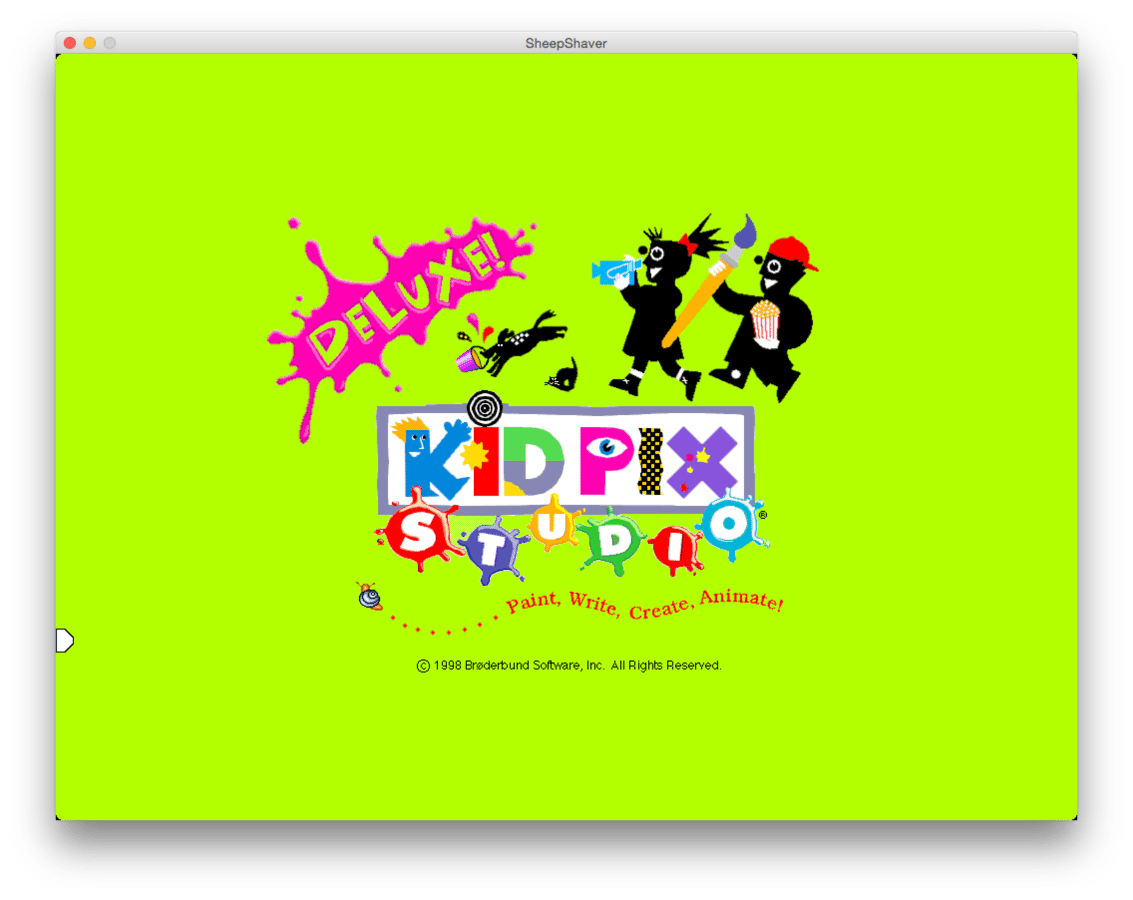 SheepShaver
DELUXE!
KID PIX
STUDIO®
Paint, Write, Create, Animate!
© 1998 Brøderbund Software, Inc. All Rights Reserved.